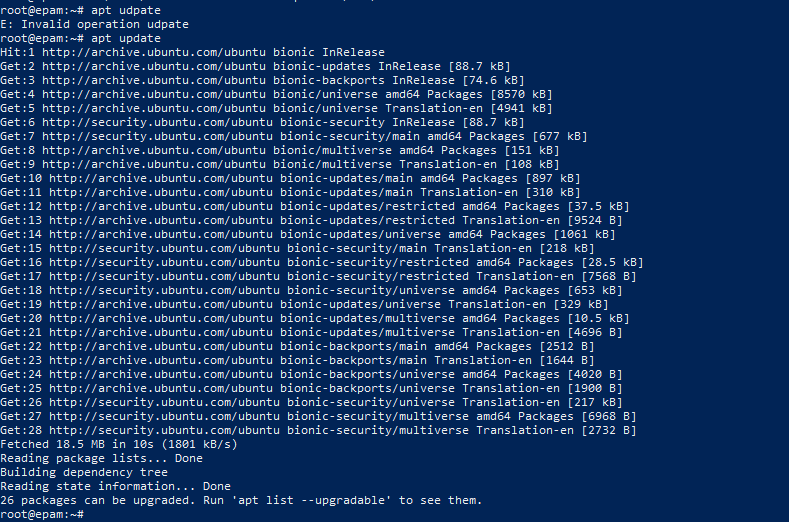 root@epam:~# apt udpate
E: Invalid operation udpate
root@epam:~# apt update
Hit:1 http://archive.ubuntu.com/ubuntu bionic InRelease
Get:2 http://archive.ubuntu.com/ubuntu bionic-updates InRelease [88.7 kB]
Get:3 http://archive.ubuntu.com/ubuntu bionic-backports InRelease [74.6 kB]
Get:4 http://archive.ubuntu.com/ubuntu bionic/universe amd64 Packages [8570 kB]
Get:5 http://archive.ubuntu.com/ubuntu bionic/universe Translation-en [4941 kB]
Get:6 http://security.ubuntu.com/ubuntu bionic-security InRelease [88.7 kB]
Get:7 http://security.ubuntu.com/ubuntu bionic-security/main amd64 Packages [677 kB]
Get:8 http://archive.ubuntu.com/ubuntu bionic/multiverse amd64 Packages [151 kB]
Get:9 http://archive.ubuntu.com/ubuntu bionic/multiverse Translation-en [108 kB]
Get:10 http://archive.ubuntu.com/ubuntu bionic-updates/main amd64 Packages [897 kB]
Get:11 http://archive.ubuntu.com/ubuntu bionic-updates/main Translation-en [310 kB]
Get:12 http://archive.ubuntu.com/ubuntu bionic-updates/restricted amd64 Packages [37.5 kB]
Get:13 http://archive.ubuntu.com/ubuntu bionic-updates/restricted Translation-en [9524 B]
Get:14 http://archive.ubuntu.com/ubuntu bionic-updates/universe amd64 Packages [1061 kB]
Get:15 http://security.ubuntu.com/ubuntu bionic-security/main Translation-en [218 kB]
Get:16 http://security.ubuntu.com/ubuntu bionic-security/restricted amd64 Packages [28.5 kB]
Get:17 http://security.ubuntu.com/ubuntu bionic-security/restricted Translation-en [7568 B]
Get:18 http://security.ubuntu.com/ubuntu bionic-security/universe amd64 Packages [653 kB]
Get:19 http://archive.ubuntu.com/ubuntu bionic-updates/universe Translation-en [329 kB]
Get:20 http://archive.ubuntu.com/ubuntu bionic-updates/multiverse amd64 Packages [10.5 kB]
Get:21 http://archive.ubuntu.com/ubuntu bionic-updates/multiverse Translation-en [4696 B]
Get:22 http://archive.ubuntu.com/ubuntu bionic-backports/main amd64 Packages [2512 B]
Get:23 http://archive.ubuntu.com/ubuntu bionic-backports/main Translation-en [1644 B]
Get:24 http://archive.ubuntu.com/ubuntu bionic-backports/universe amd64 Packages [4020 B]
Get:25 http://archive.ubuntu.com/ubuntu bionic-backports/universe Translation-en [1900 B]
Get:26 http://security.ubuntu.com/ubuntu bionic-security/universe Translation-en [217 kB]
Get:27 http://security.ubuntu.com/ubuntu bionic-security/multiverse amd64 Packages [6968 B]
Get:28 http://security.ubuntu.com/ubuntu bionic-security/multiverse Translation-en [2732 B]
Fetched 18.5 MB in 10s (1801 kB/s)
Reading package lists... Done
Building dependency tree
Reading state information... Done
26 packages can be upgraded. Run 'apt list --upgradable' to see them.
root@epam:~#